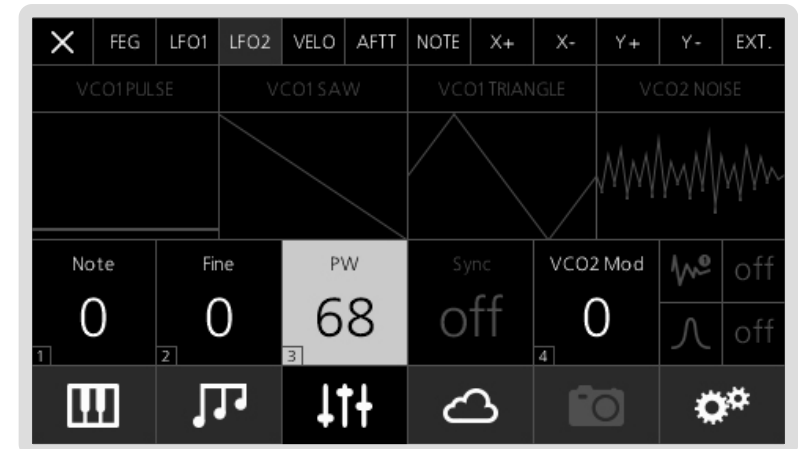 FEG LFO1 LFO2 VELO AFTT NOTE X+ X- Y+ Y- EXT.
VCO1 PULSE VCO1 SAW VCO1 TRIANGLE VCO2 NOISE
Note Fine PW Sync VCO2 Mod off
0 0 68 off 0 off
1 2 3 4